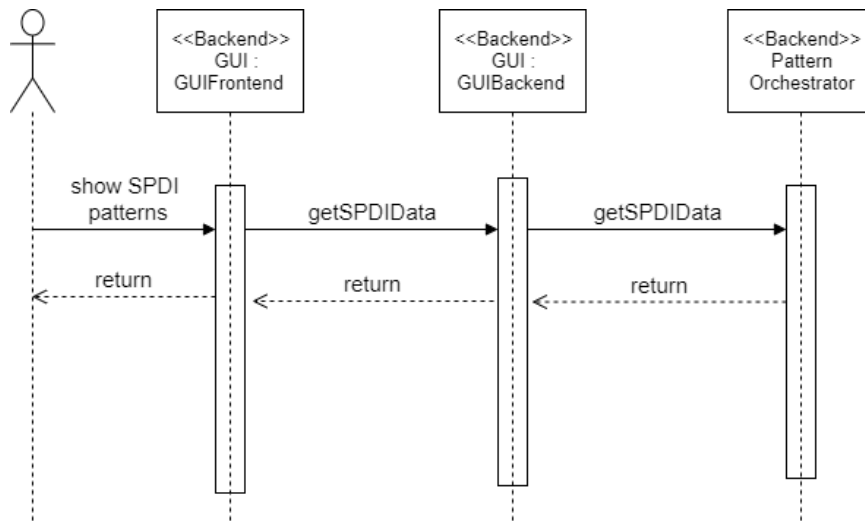 <<Backend>>
GUI :
GUIFrontend
<<Backend>>
GUI :
GUIBackend
<<Backend>>
Pattern
Orchestrator
show SPDI
patterns
getSPDIData
getSPDIData
return
return
return